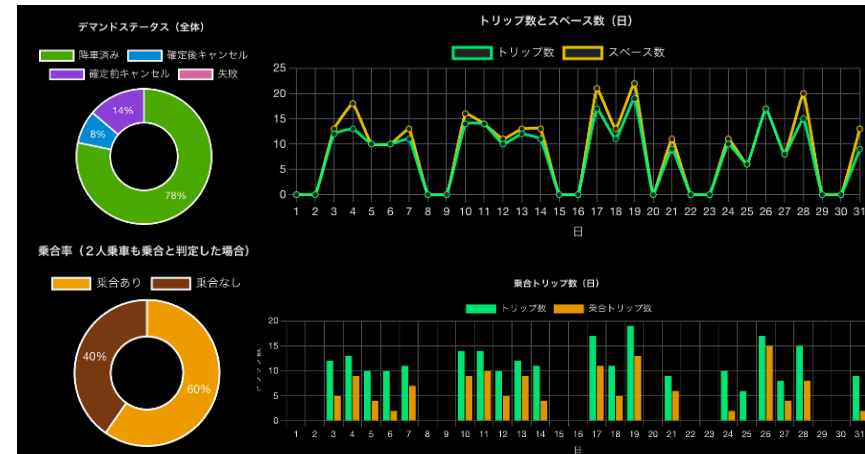 デマンドステータス（全体）
降車済み 確定後キャンセル
確定前キャンセル 失敗
14%
8%
78%
トリップ数とスペース数（日）
トリップ数 スペース数
25
20
15
10
5
0
1 2 3 4 5 6 7 8 9 10 11 12 13 14 15 16 17 18 19 20 21 22 23 24 25 26 27 28 29 30 31
日
乗合率（２人乗車も乗合と判定した場合）
乗合あり 乗合なし
40%
60%
乗合トリップ数（日）
トリップ数 乗合トリップ数
20
15
10
5
0
1 2 3 4 5 6 7 8 9 10 11 12 13 14 15 16 17 18 19 20 21 22 23 24 25 26 27 28 29 30 31
日